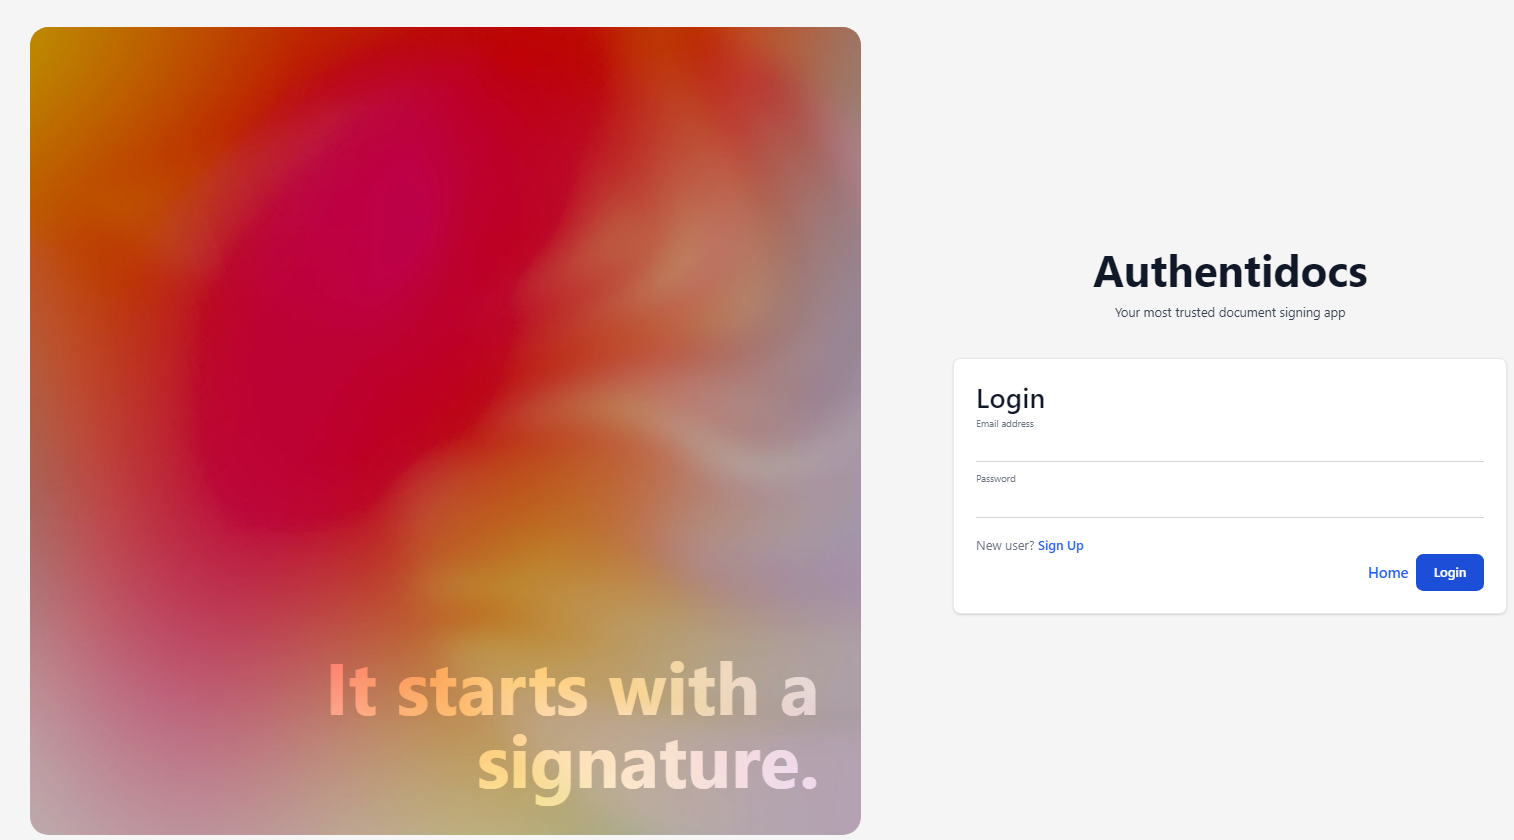 It starts with a
signature.
Authentidocs
Your most trusted document signing app
Login
Email address
Password
New user? Sign Up
Home Login